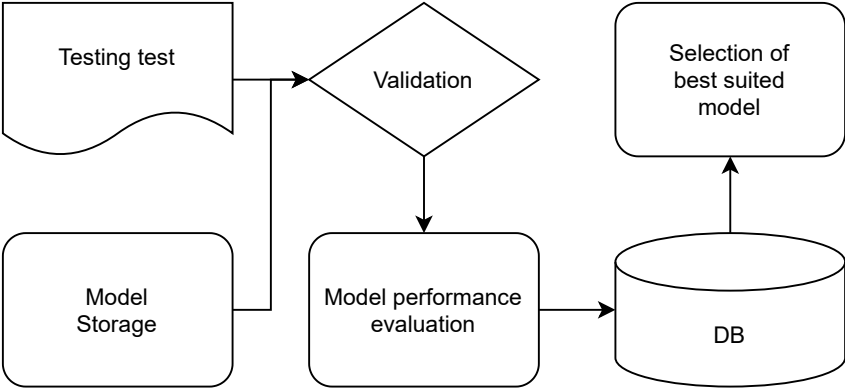 Testing test
Validation
Selection of
best suited
model
Model
Storage
Model performance
evaluation
DB